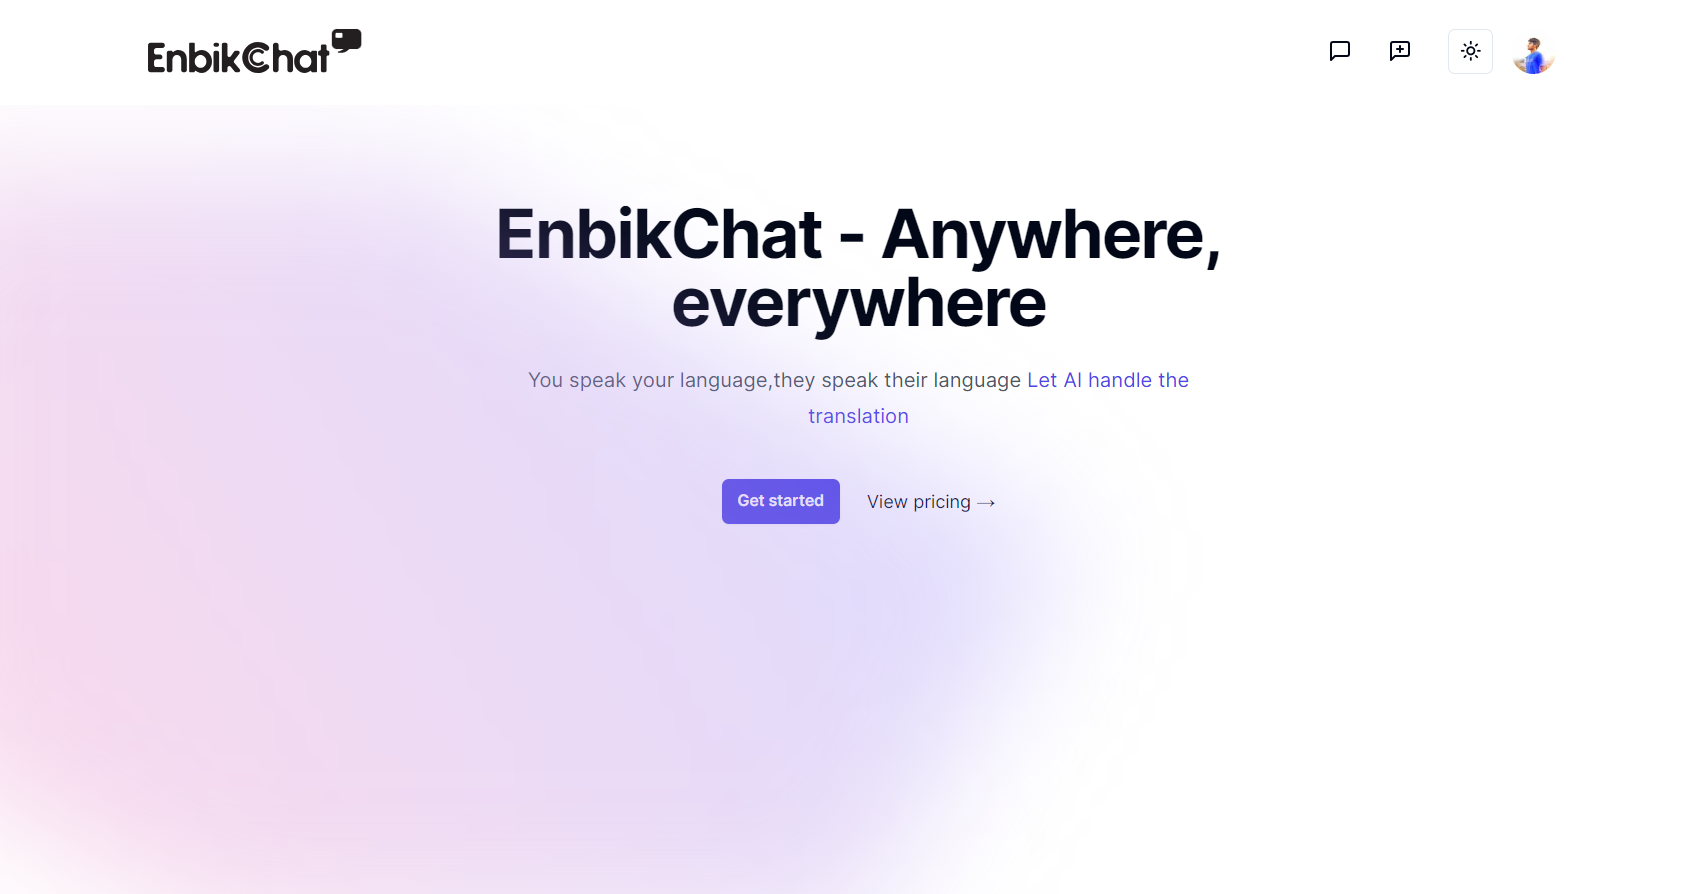 EnbikChat
EnbikChat - Anywhere,
everywhere
You speak your language,they speak their language Let AI handle the
translation
Get started
View pricing →